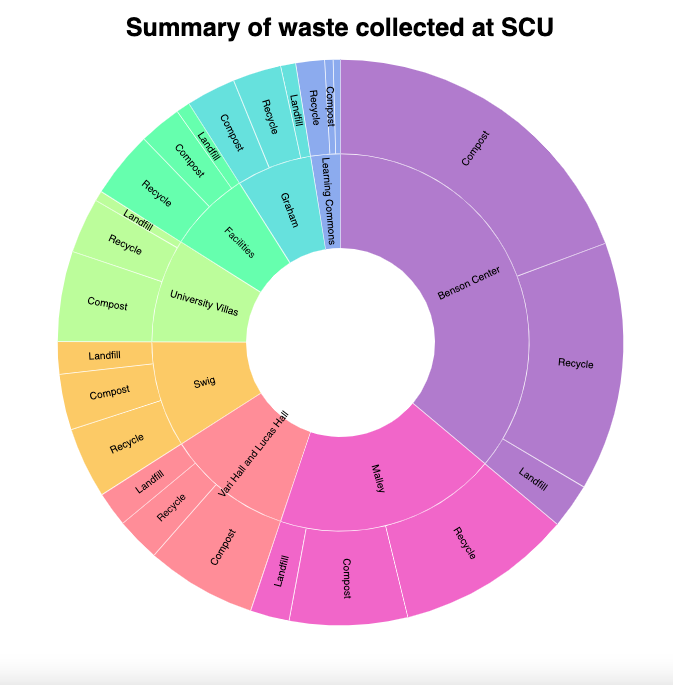 Summary of waste collected at SCU
Benson Center
Compost
Recycle
Landfill
Malley
Recycle
Compost
Landfill
Vari Hall and Lucas Hall
Compost
Recycle
Landfill
Swig
Recycle
Compost
Landfill
University Villas
Compost
Recycle
Landfill
Facilities
Recycle
Compost
Landfill
Graham
Compost
Recycle
Landfill
Learning Commons
Recycle
Compost